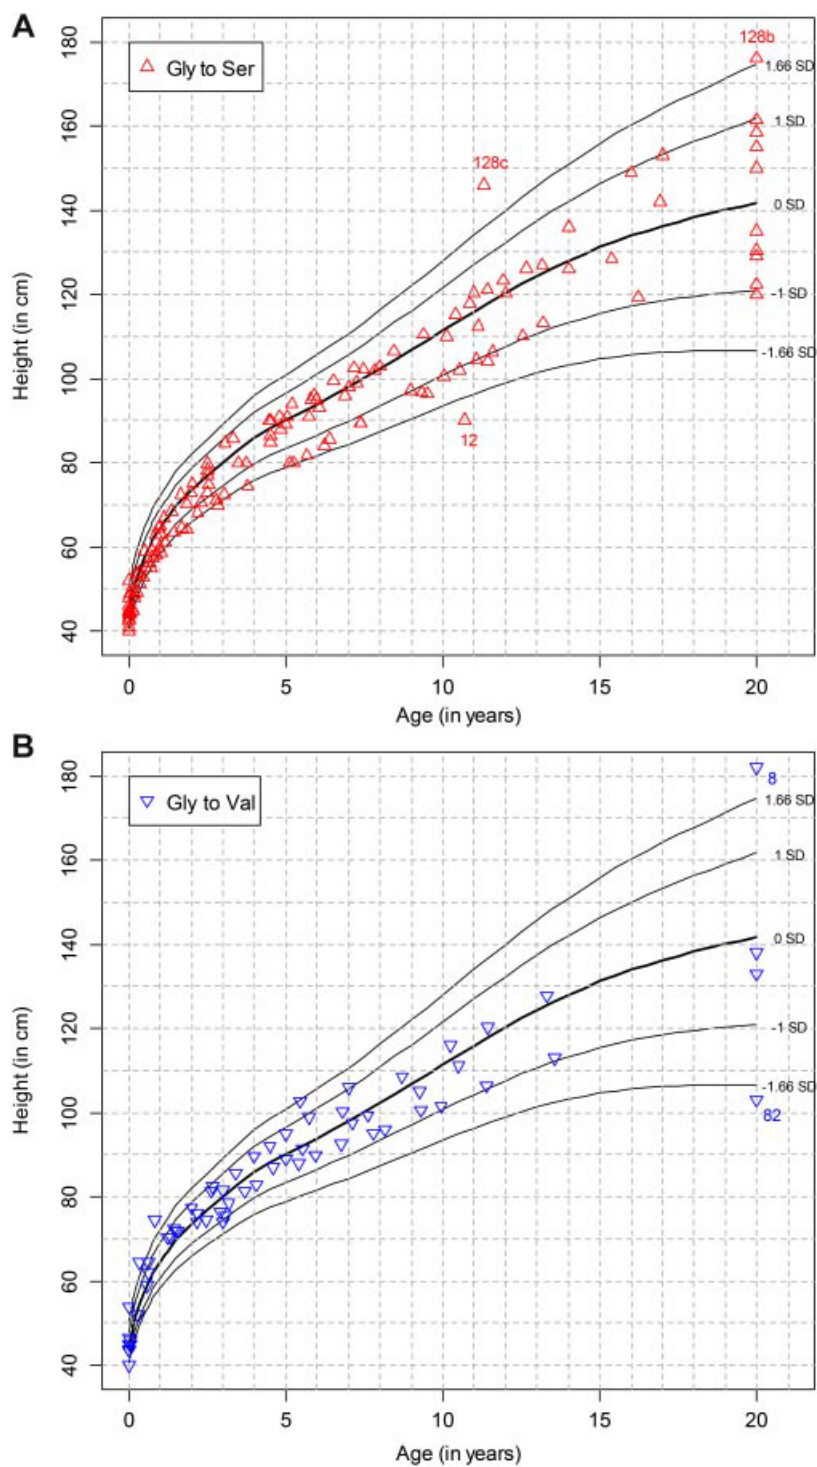 A
Gly to Ser
128b
1.66 SD
1 SD
128c
0 SD
-1 SD
-1.66 SD
12
Height (in cm)
180
160
140
120
100
80
60
40
0 5 10 15 20
Age (in years)
B
Gly to Val
8
1.66 SD
1 SD
0 SD
-1 SD
-1.66 SD
82
Height (in cm)
180
160
140
120
100
80
60
40
0 5 10 15 20
Age (in years)